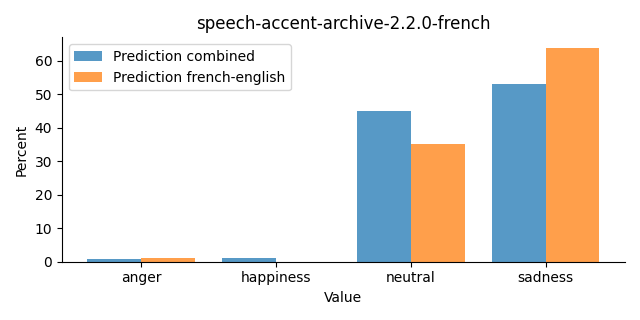 speech-accent-archive-2.2.0-french
Prediction combined
Prediction french-english
Percent
60
50
40
30
20
10
0
anger happiness neutral sadness
Value